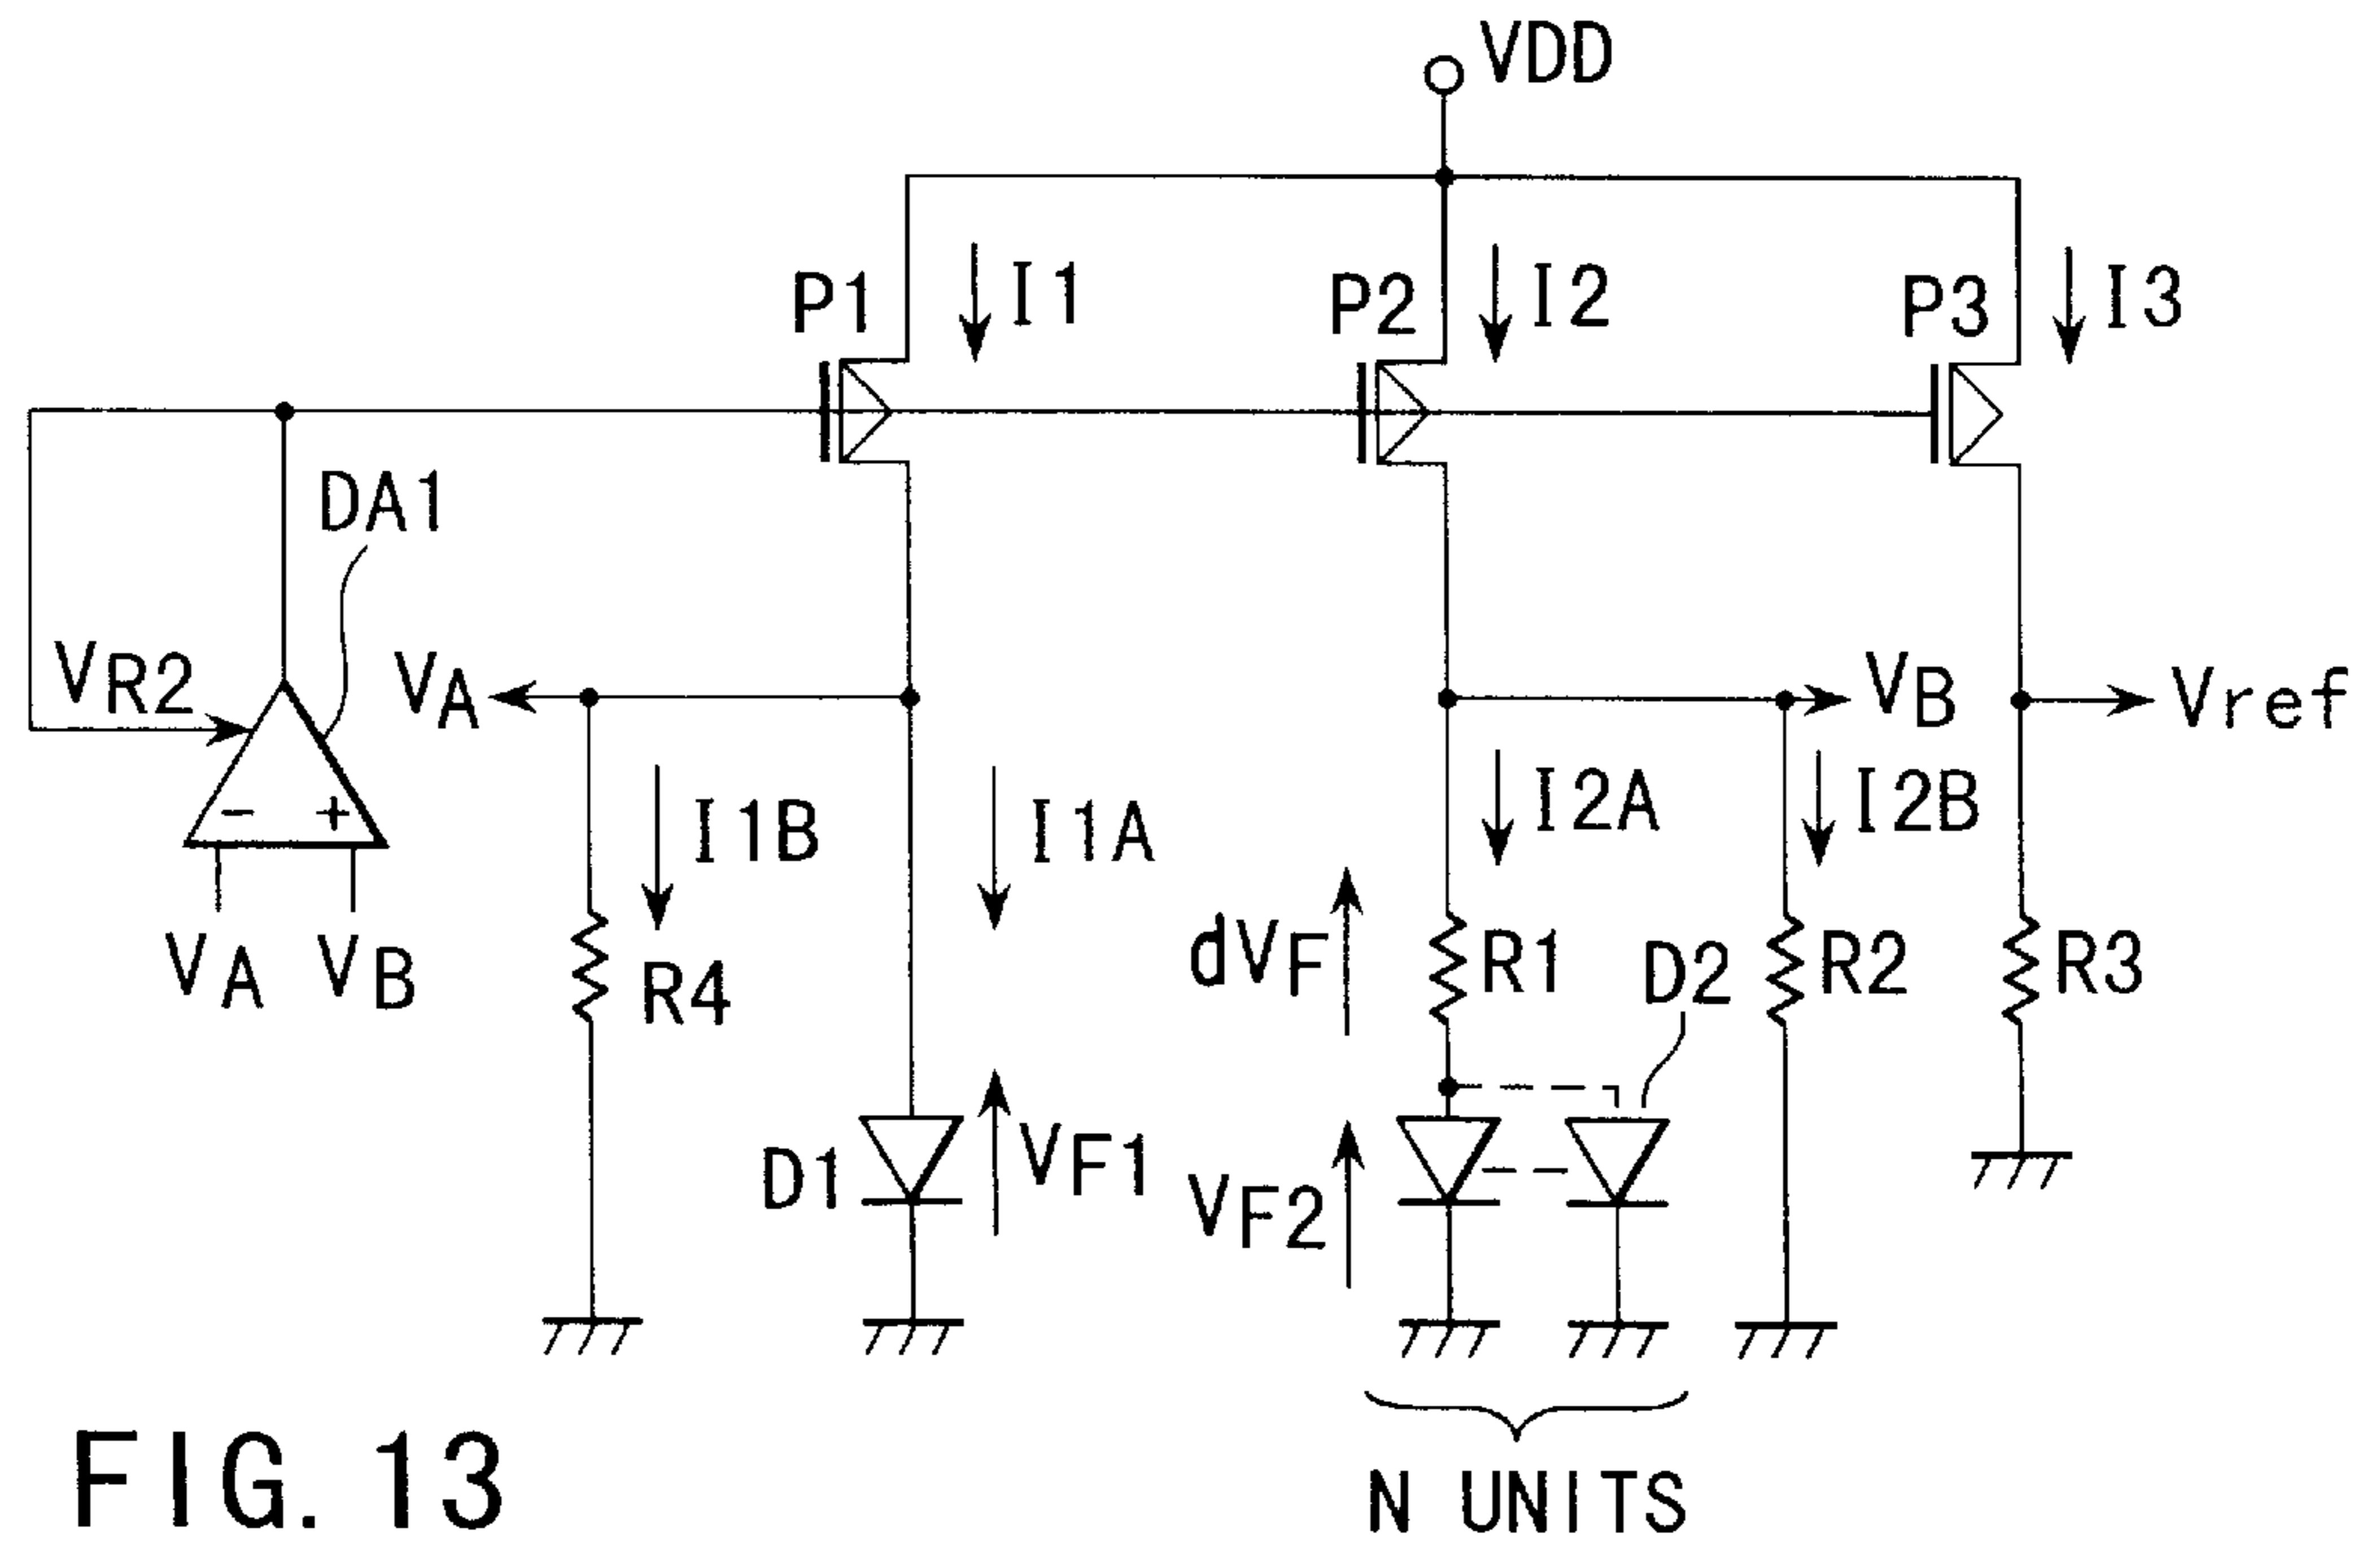 VDD
P1
I1
P2
I2
P3
I3
DA1
VR2
VA
VB
Vref
- +
VA VB
I1B
I1A
I2A
I2B
R4
dVF
R1
D2
R2
R3
D1
VF1
VF2
N UNITS
FIG. 13